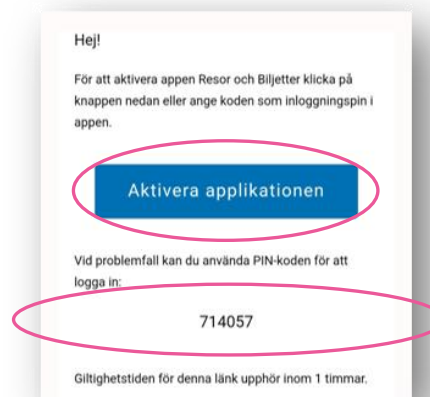 Hej!
För att aktivera appen Resor och Biljetter klicka på
knappen nedan eller ange koden som inloggningspin i
appen.
Aktivera applikationen
Vid problemfall kan du använda PIN-koden för att
logga in:
714057
Giltighetstiden för denna länk upphör inom 1 timmar.